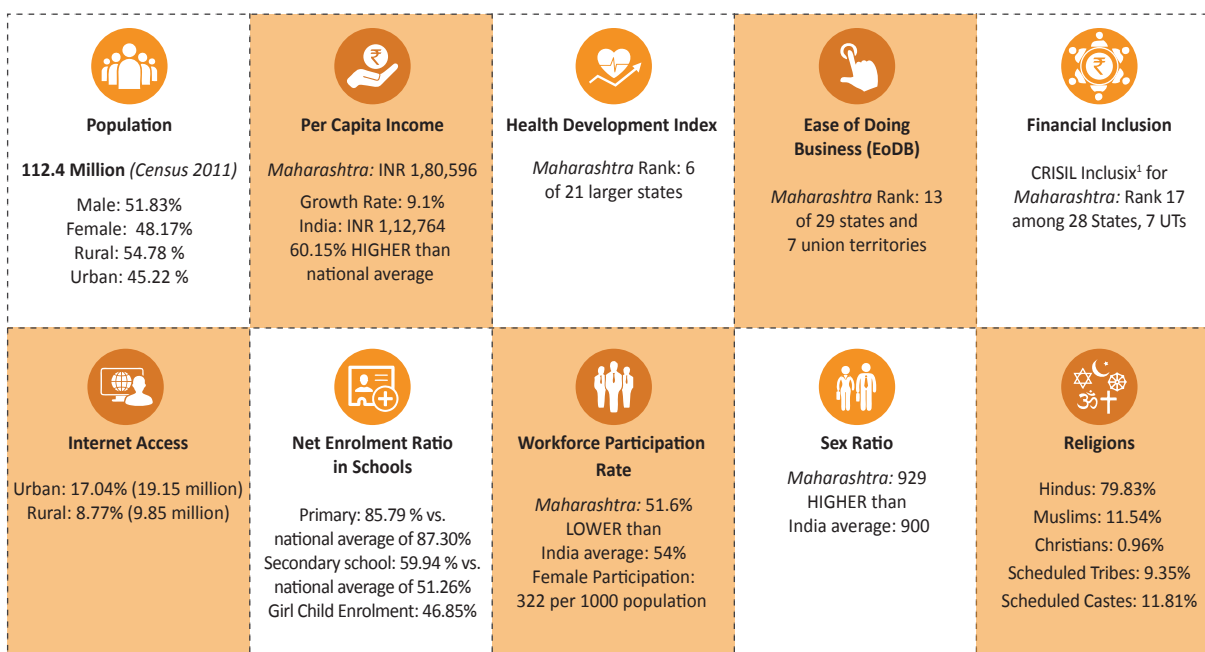 Population
112.4 Million (Census 2011)
Male: 51.83%
Female: 48.17%
Rural: 54.78 %
Urban: 45.22 %
Per Capita Income
Maharashtra: INR 1,80,596
Growth Rate: 9.1%
India: INR 1,12,764
60.15% HIGHER than
national average
Health Development Index
Maharashtra Rank: 6
of 21 larger states
Ease of Doing
Business (EoDB)
Maharashtra Rank: 13
of 29 states and
7 union territories
Financial Inclusion
CRISIL Inclusix¹ for
Maharashtra: Rank 17
among 28 States, 7 UTs
Internet Access
Urban: 17.04% (19.15 million)
Rural: 8.77% (9.85 million)
Net Enrolment Ratio
in Schools
Primary: 85.79 % vs.
national average of 87.30%
Secondary school: 59.94 % vs.
national average of 51.26%
Girl Child Enrolment: 46.85%
Workforce Participation
Rate
Maharashtra: 51.6%
LOWER than
India average: 54%
Female Participation:
322 per 1000 population
Sex Ratio
Maharashtra: 929
HIGHER than
India average: 900
Religions
Hindus: 79.83%
Muslims: 11.54%
Christians: 0.96%
Scheduled Tribes: 9.35%
Scheduled Castes: 11.81%